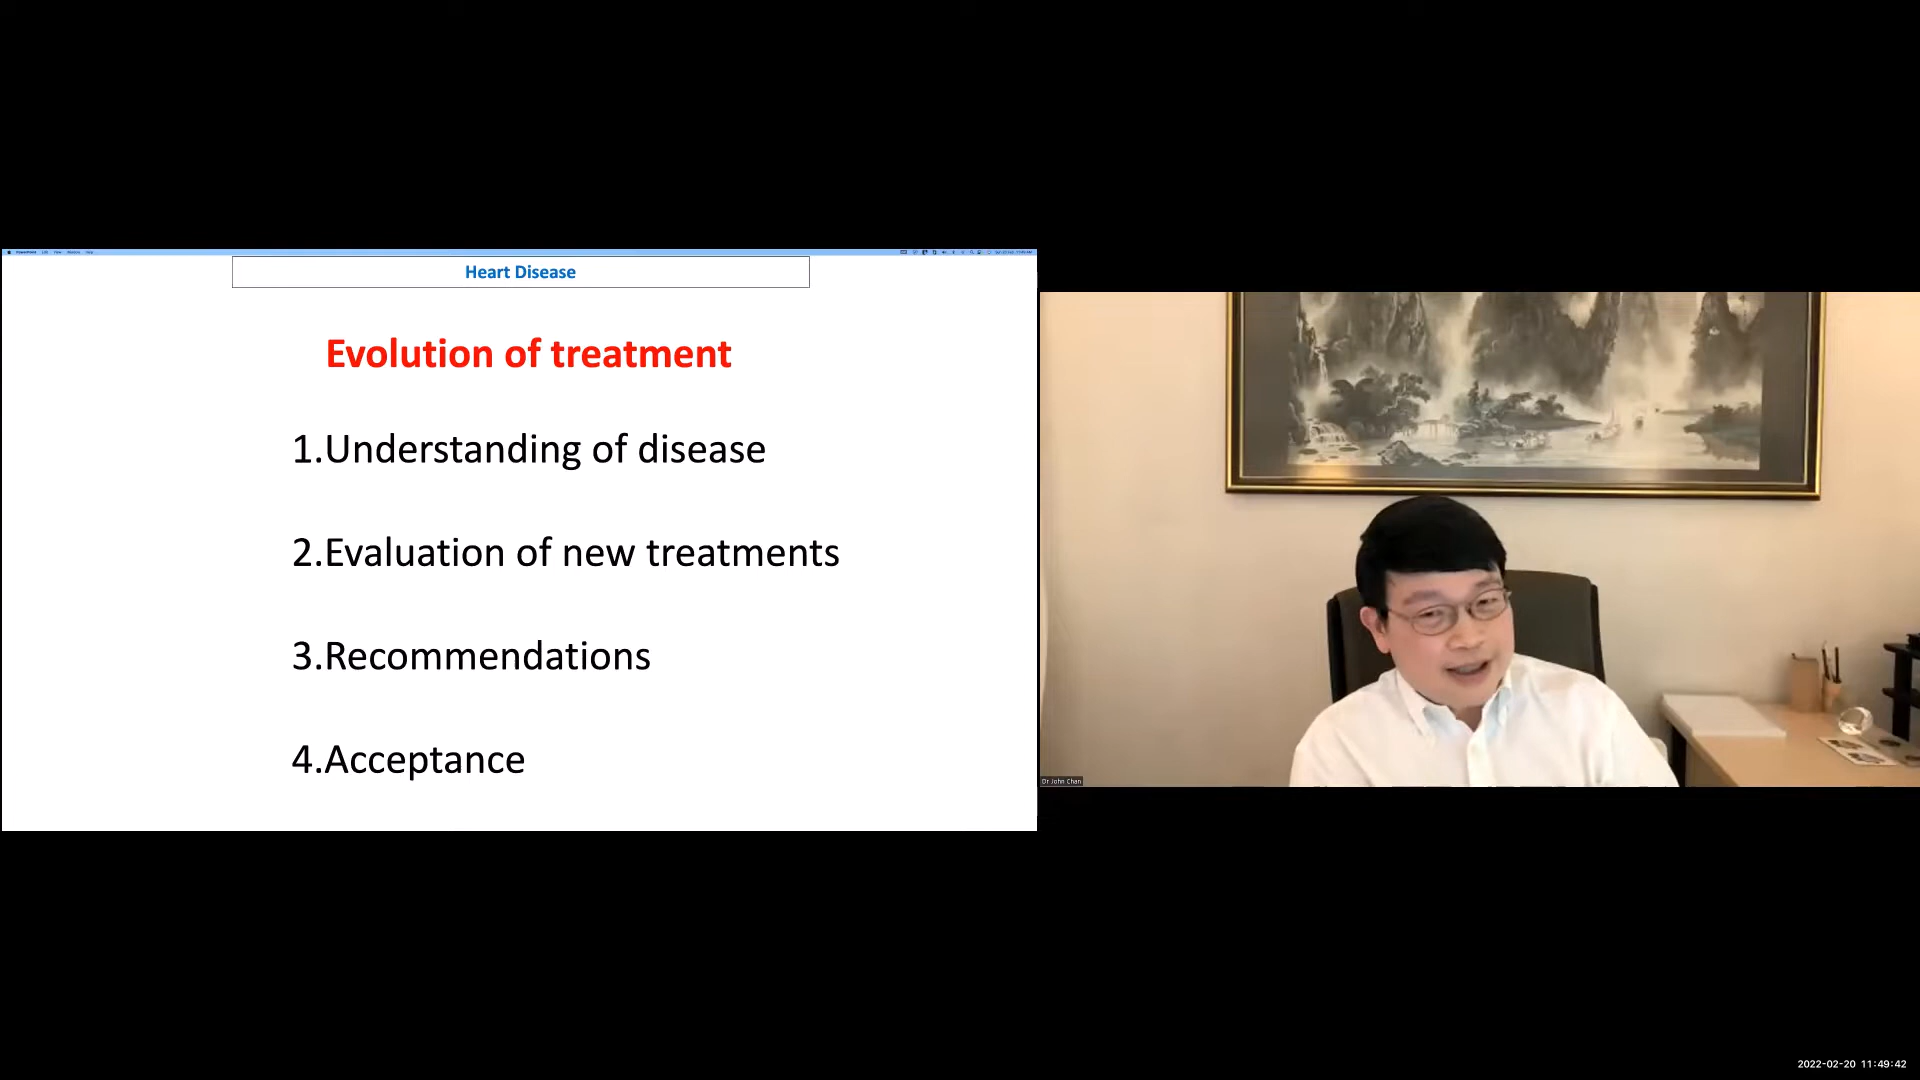 Heart Disease
Evolution of treatment
1.Understanding of disease
2.Evaluation of new treatments
3.Recommendations
4.Acceptance
Dr John Chan
2022-02-20 11:49:42